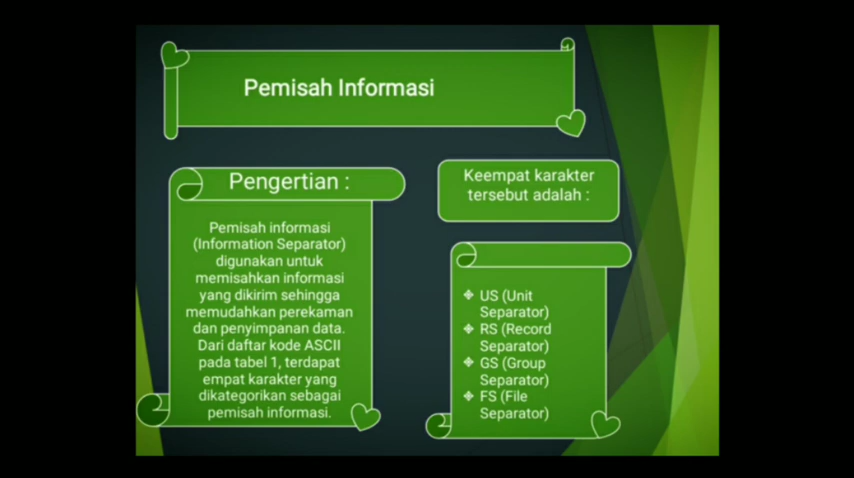 Pemisah Informasi
Pengertian :
Pemisah informasi
(Information Separator)
digunakan untuk
memisahkan informasi
yang dikirim sehingga
memudahkan perekaman
dan penyimpanan data.
Dari daftar kode ASCII
pada tabel 1, terdapat
empat karakter yang
dikategorikan sebagai
pemisah informasi.
Keempat karakter
tersebut adalah :
❖ US (Unit
Separator)
❖ RS (Record
Separator)
❖ GS (Group
Separator)
❖ FS (File
Separator)